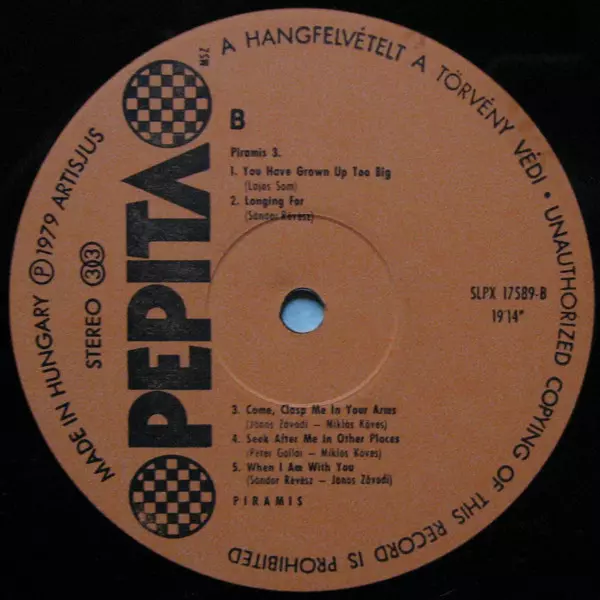 A HANGFELVÉTELT A TÖRVÉNY VÉDI • UNAUTHORIZED COPYING OF THIS RECORD IS PROHIBITED
MADE IN HUNGARY Ⓟ 1979 ARTISJUS
STEREO 33
PEPITA
MSZ
B
Piramis 3.
1. You Have Grown Up Too Big
(Lajos Som)
2. Longing For
(Sándor Révész)
SLPX 17589-B
19'14"
3. Come, Clasp Me In Your Arms
(János Závodi – Miklós Köves)
4. Seek After Me In Other Places
(Péter Gallai – Miklós Köves)
5. When I Am With You
(Sándor Révész – János Závodi)
PIRAMIS